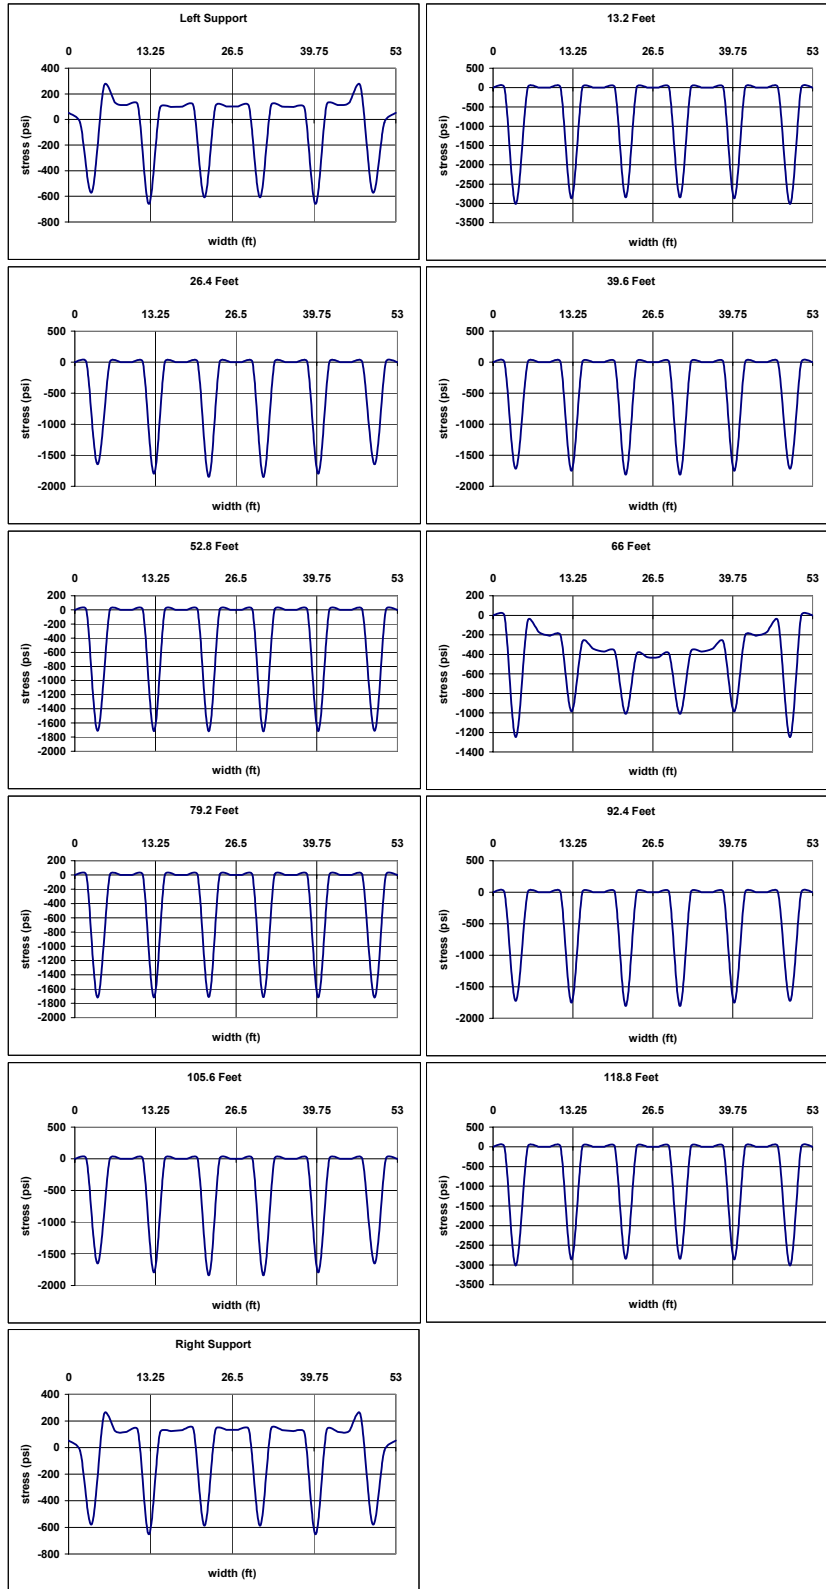 Left Support
0 13.25 26.5 39.75 53
400
200
0
-200
-400
-600
-800
stress (psi)
width (ft)
13.2 Feet
0 13.25 26.5 39.75 53
500
0
-500
-1000
-1500
-2000
-2500
-3000
-3500
stress (psi)
width (ft)
26.4 Feet
0 13.25 26.5 39.75 53
500
0
-500
-1000
-1500
-2000
stress (psi)
width (ft)
39.6 Feet
0 13.25 26.5 39.75 53
500
0
-500
-1000
-1500
-2000
stress (psi)
width (ft)
52.8 Feet
0 13.25 26.5 39.75 53
200
0
-200
-400
-600
-800
-1000
-1200
-1400
-1600
-1800
-2000
stress (psi)
width (ft)
66 Feet
0 13.25 26.5 39.75 53
200
0
-200
-400
-600
-800
-1000
-1200
-1400
stress (psi)
width (ft)
79.2 Feet
0 13.25 26.5 39.75 53
200
0
-200
-400
-600
-800
-1000
-1200
-1400
-1600
-1800
-2000
stress (psi)
width (ft)
92.4 Feet
0 13.25 26.5 39.75 53
500
0
-500
-1000
-1500
-2000
stress (psi)
width (ft)
105.6 Feet
0 13.25 26.5 39.75 53
500
0
-500
-1000
-1500
-2000
stress (psi)
width (ft)
118.8 Feet
0 13.25 26.5 39.75 53
500
0
-500
-1000
-1500
-2000
-2500
-3000
-3500
stress (psi)
width (ft)
Right Support
0 13.25 26.5 39.75 53
400
200
0
-200
-400
-600
-800
stress (psi)
width (ft)